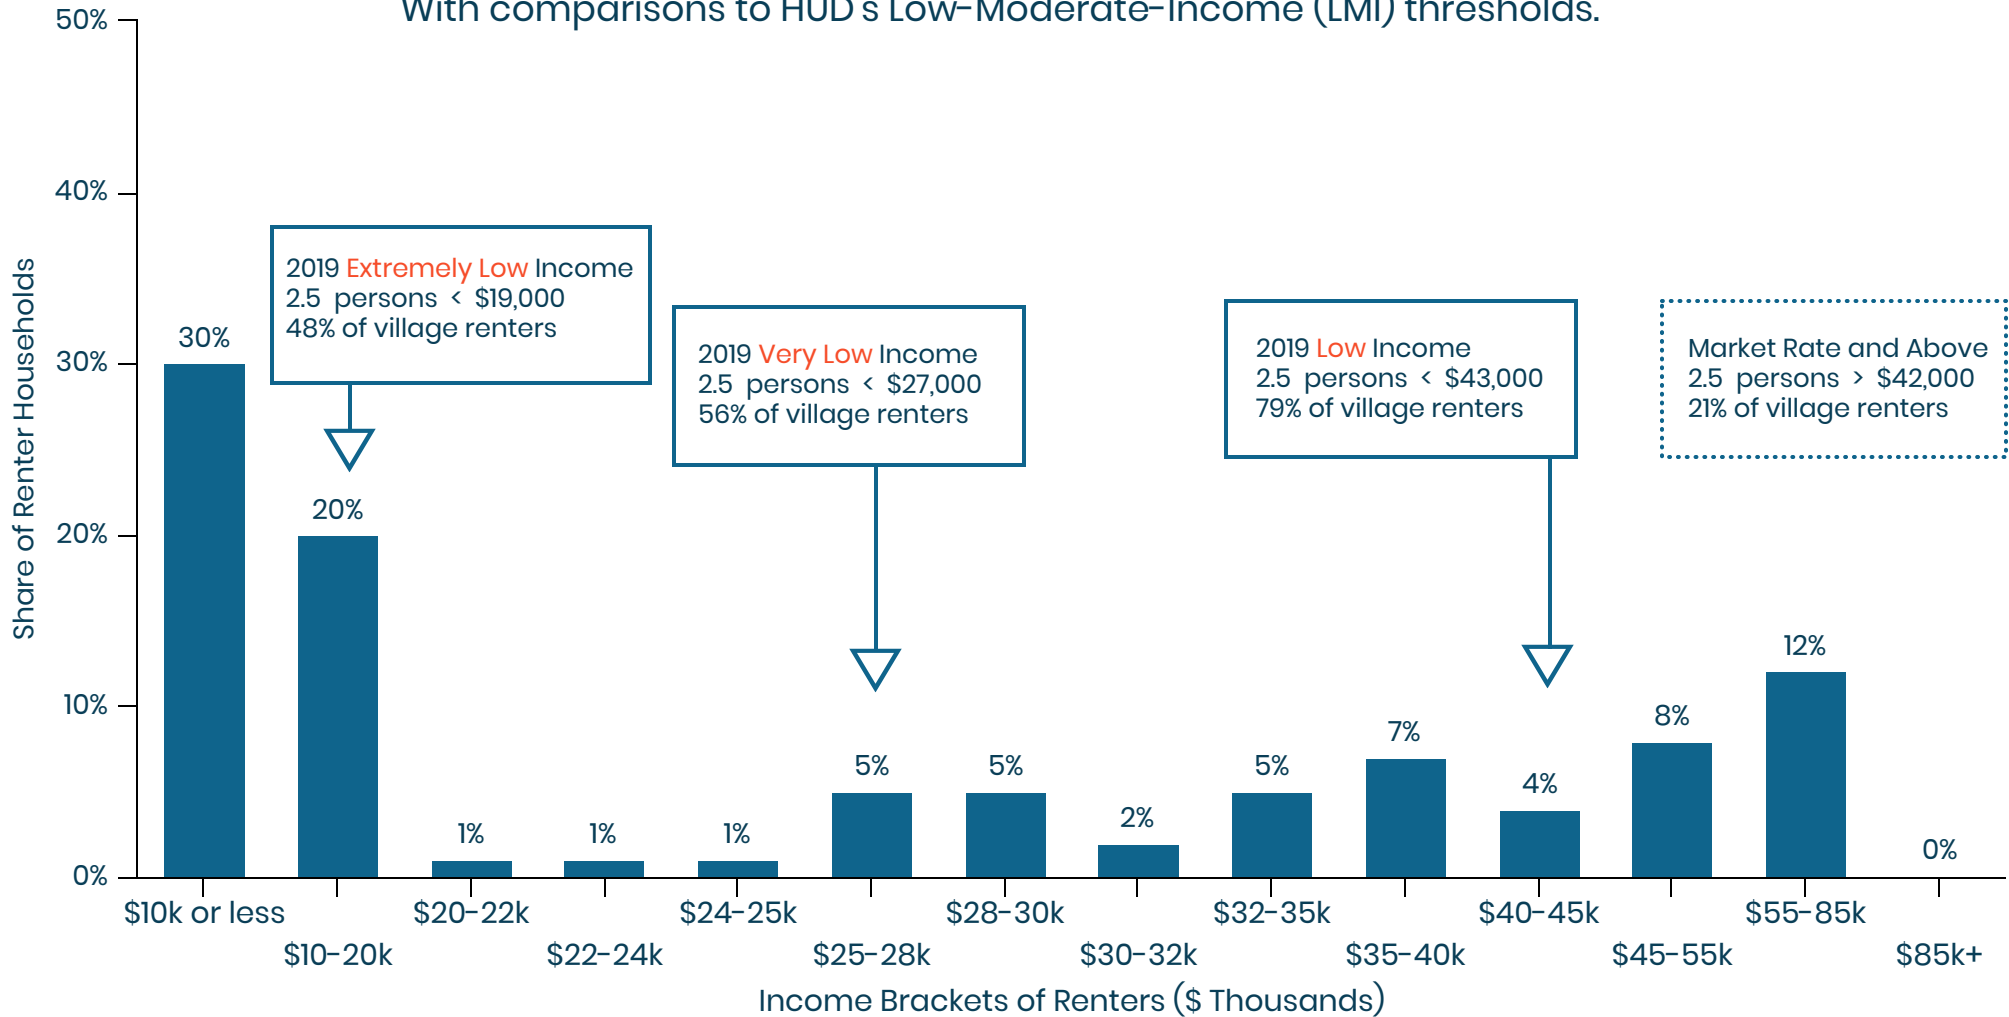 With comparisons to HUD's Low-Moderate-Income (LMI) thresholds.
50%
40%
30%
20%
10%
0%
Share of Renter Households
2019 Extremely Low Income
2.5 persons < $19,000
48% of village renters
2019 Very Low Income
2.5 persons < $27,000
56% of village renters
2019 Low Income
2.5 persons < $43,000
79% of village renters
Market Rate and Above
2.5 persons > $42,000
21% of village renters
30%
20%
1%
1%
1%
5%
5%
2%
5%
7%
4%
8%
12%
0%
$10k or less
$10-20k
$20-22k
$22-24k
$24-25k
$25-28k
$28-30k
$30-32k
$32-35k
$35-40k
$40-45k
$45-55k
$55-85k
$85k+
Income Brackets of Renters ($ Thousands)